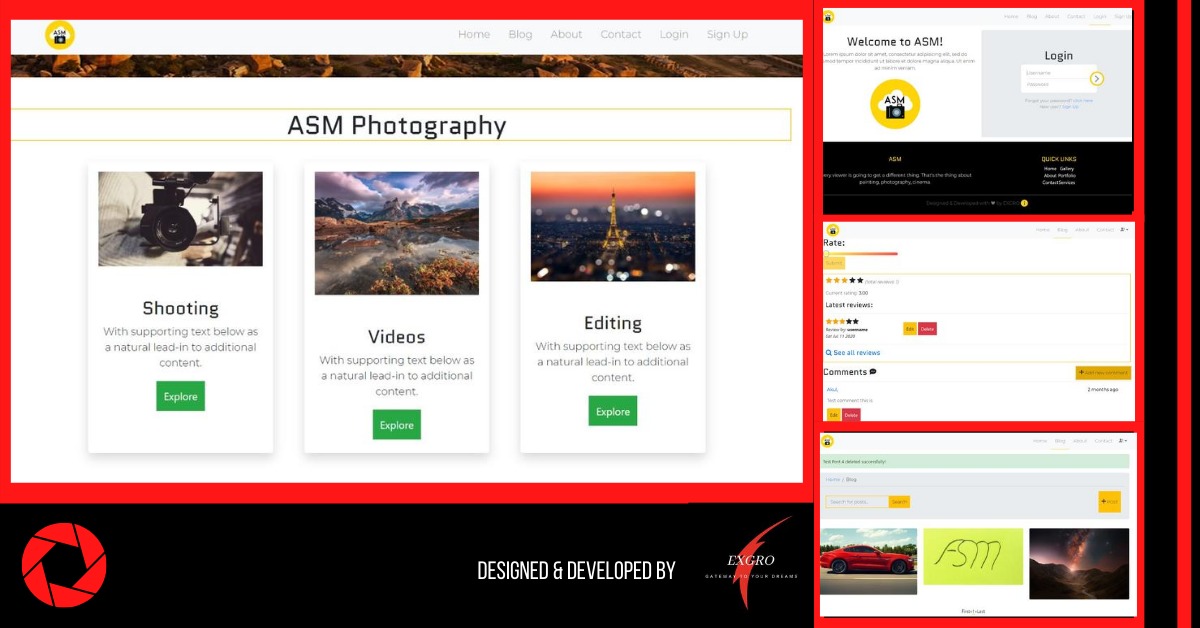 ASM
Home Blog About Contact Login Sign Up
ASM Photography
Shooting
With supporting text below as
a natural lead-in to additional
content.
Explore
Videos
With supporting text below as
a natural lead-in to additional
content.
Explore
Editing
With supporting text below as
a natural lead-in to additional
content.
Explore
DESIGNED & DEVELOPED BY
EXGRO
GATEWAY TO YOUR DREAMS
Home Blog About Contact Login Sign Up
Welcome to ASM!
ASM
Login
Username
Password
Forgot your password? Click Here
New User? Sign Up
ASM
every viewer is going to get a different thing. That's the thing about
painting, photography, cinema.
QUICK LINKS
Home Gallery
About Portfolio
Contact Services
Designed & Developed with by EXGRO
Home Blog About Contact
Rate:
Submit
(total reviews: 1)
Current rating: 3.00
Latest reviews:
Review by: username
Sat Jul 11 2020
Edit Delete
See all reviews
Comments
+ Add new comment
Akul,
2 months ago
Test comment this is
Edit Delete
Home Blog About Contact
Test Post 4 deleted successfully!
Home / Blog
Search for posts...
Search
+ POST
ASM
First 1 Last